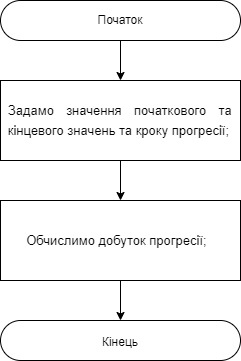 Початок
Задамо значення початкового та
кінцевого значень та кроку прогресії;
Обчислимо добуток прогресії;
Кінець